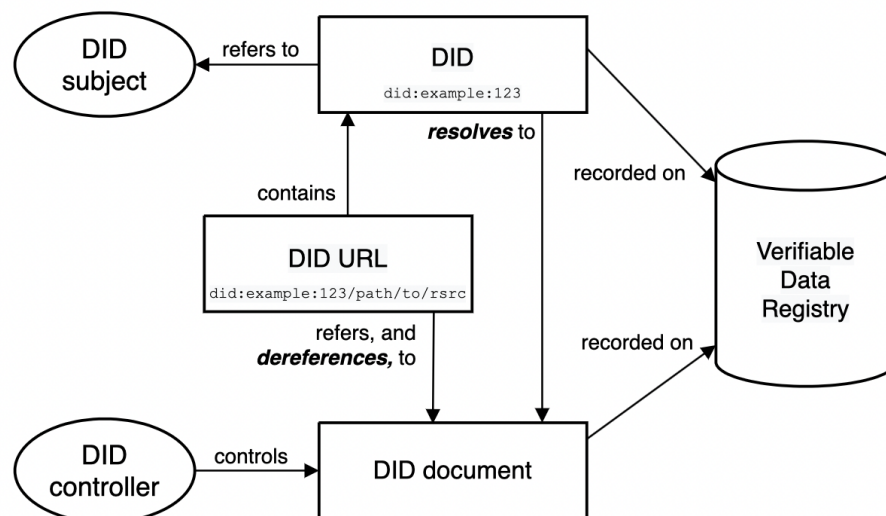 DID
subject
refers to
DID
did:example:123
resolves to
recorded on
contains
DID URL
did:example:123/path/to/rsrc
Verifiable
Data
Registry
refers, and
dereferences, to
recorded on
DID
controller
controls
DID document